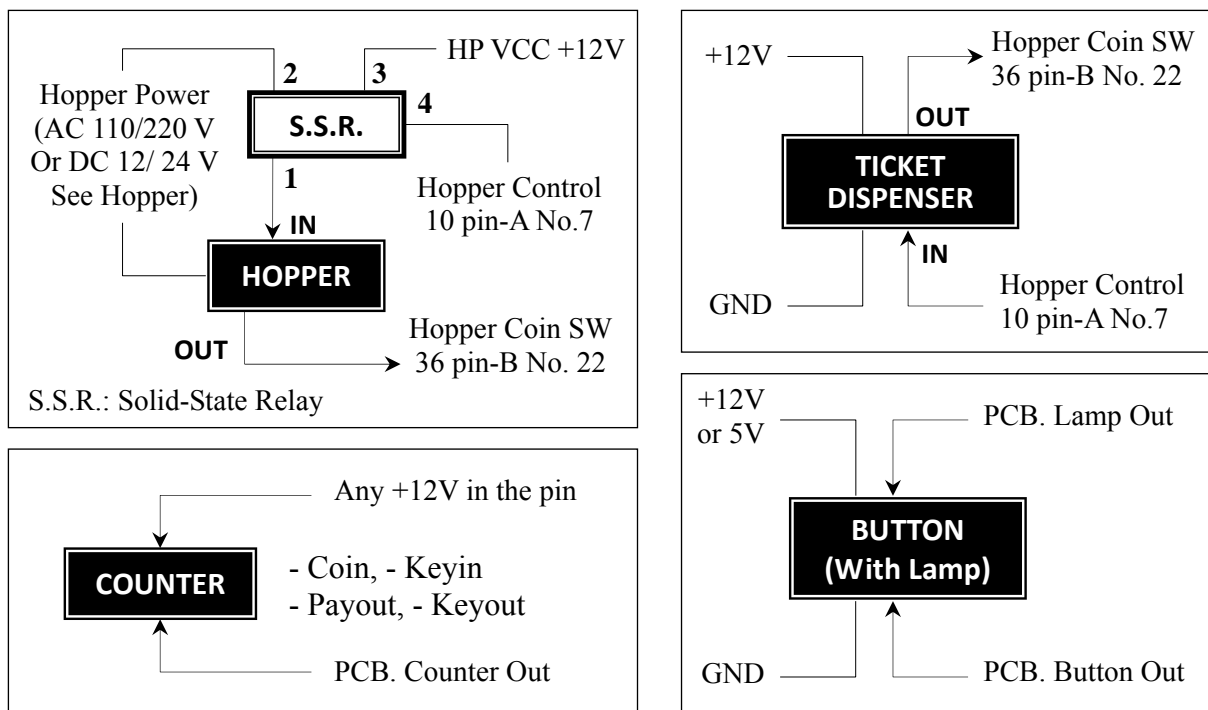 HP VCC +12V
2
3
4
Hopper Power
(AC 110/220 V
Or DC 12/ 24 V
See Hopper)
S.S.R.
1
Hopper Control
10 pin-A No.7
IN
HOPPER
OUT
Hopper Coin SW
36 pin-B No. 22
S.S.R.: Solid-State Relay
+12V
Hopper Coin SW
36 pin-B No. 22
OUT
TICKET
DISPENSER
IN
GND
Hopper Control
10 pin-A No.7
Any +12V in the pin
COUNTER
- Coin, - Keyin
- Payout, - Keyout
PCB. Counter Out
+12V
or 5V
PCB. Lamp Out
BUTTON
(With Lamp)
GND
PCB. Button Out